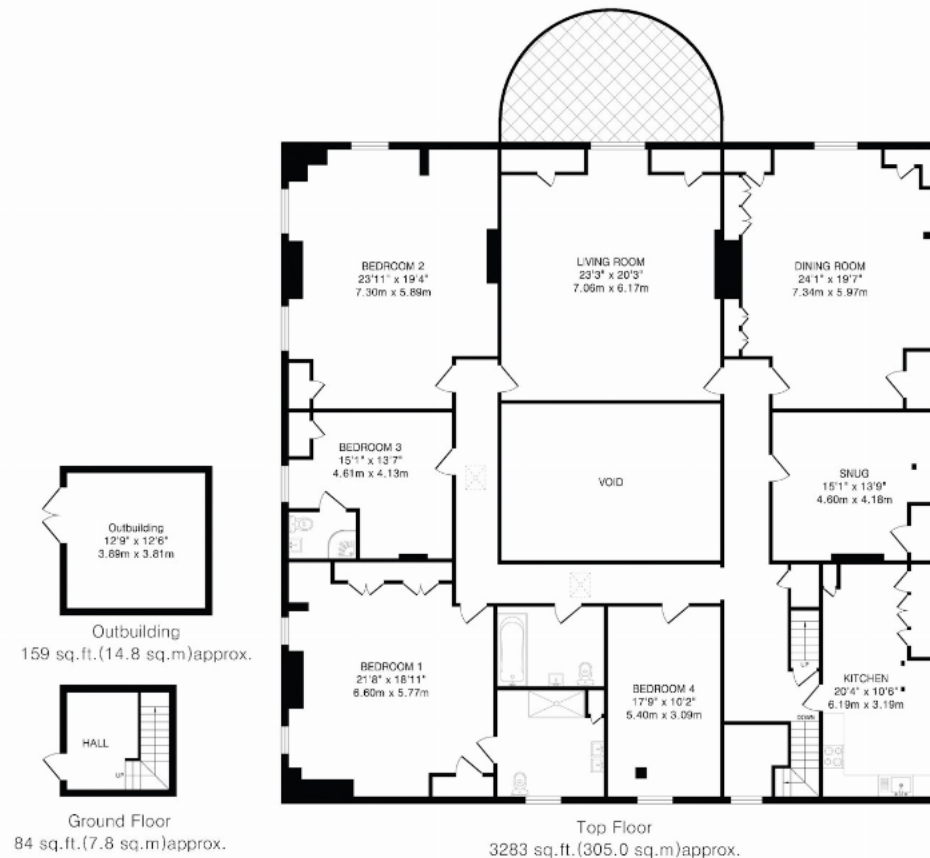 BEDROOM 2
23'11" x 19'4"
7.30m x 5.89m
LIVING ROOM
23'3" x 20'3"
7.06m x 6.17m
DINING ROOM
24'1" x 19'7"
7.34m x 5.97m
BEDROOM 3
15'1" x 13'7"
4.61m x 4.13m
VOID
SNUG
15'1" x 13'9"
4.60m x 4.18m
Outbuilding
12'9" x 12'6"
3.89m x 3.81m
Outbuilding
159 sq.ft.(14.8 sq.m)approx.
BEDROOM 1
21'8" x 18'11"
6.60m x 5.77m
BEDROOM 4
17'9" x 10'2"
5.40m x 3.09m
UP
KITCHEN
20'4" x 10'6"
6.19m x 3.19m
DOWN
HALL
UP
Ground Floor
84 sq.ft.(7.8 sq.m)approx.
Top Floor
3283 sq.ft.(305.0 sq.m)approx.